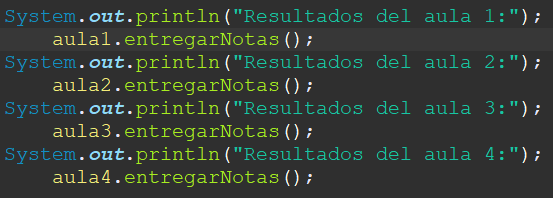 System.out.println("Resultados del aula 1:");
aula1.entregarNotas();
System.out.println("Resultados del aula 2:");
aula2.entregarNotas();
System.out.println("Resultados del aula 3:");
aula3.entregarNotas();
System.out.println("Resultados del aula 4:");
aula4.entregarNotas();